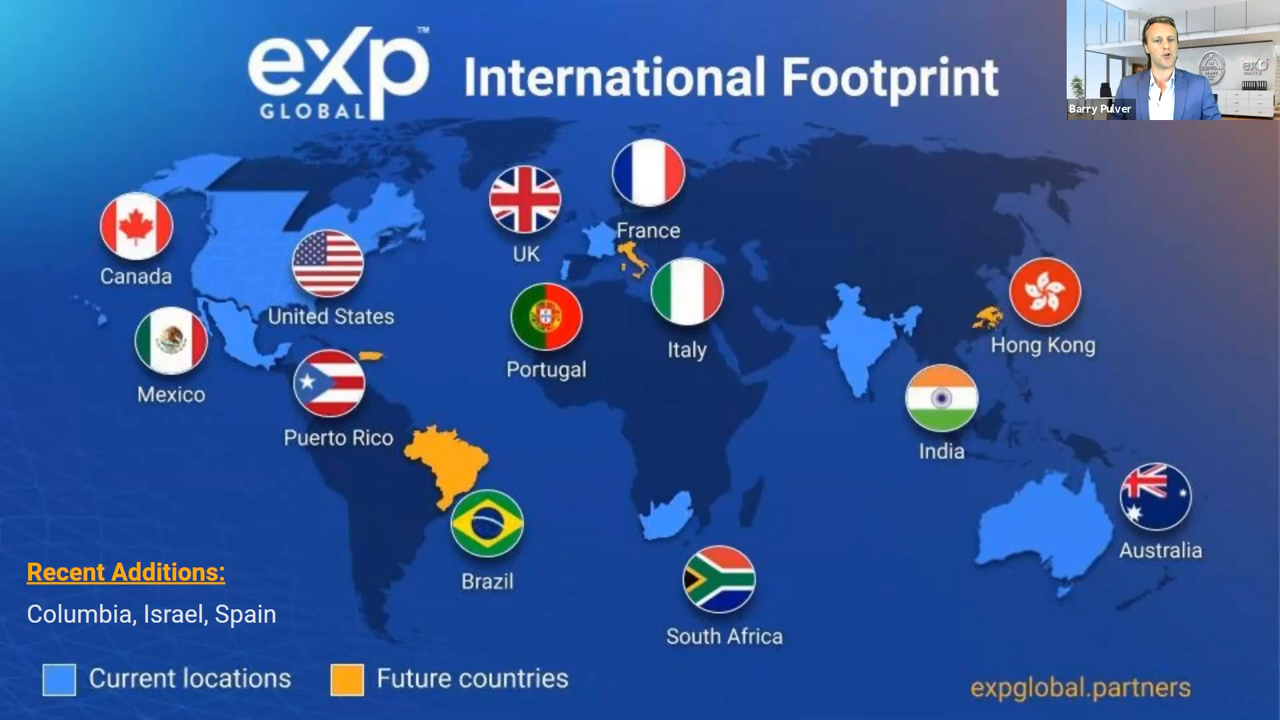 eXp™
GLOBAL
International Footprint
Barry Pulver
exp
Canada
United States
Mexico
Puerto Rico
Brazil
UK
France
Portugal
Italy
South Africa
Hong Kong
India
Australia
Recent Additions:
Columbia, Israel, Spain
Current locations
Future countries
expglobal.partners